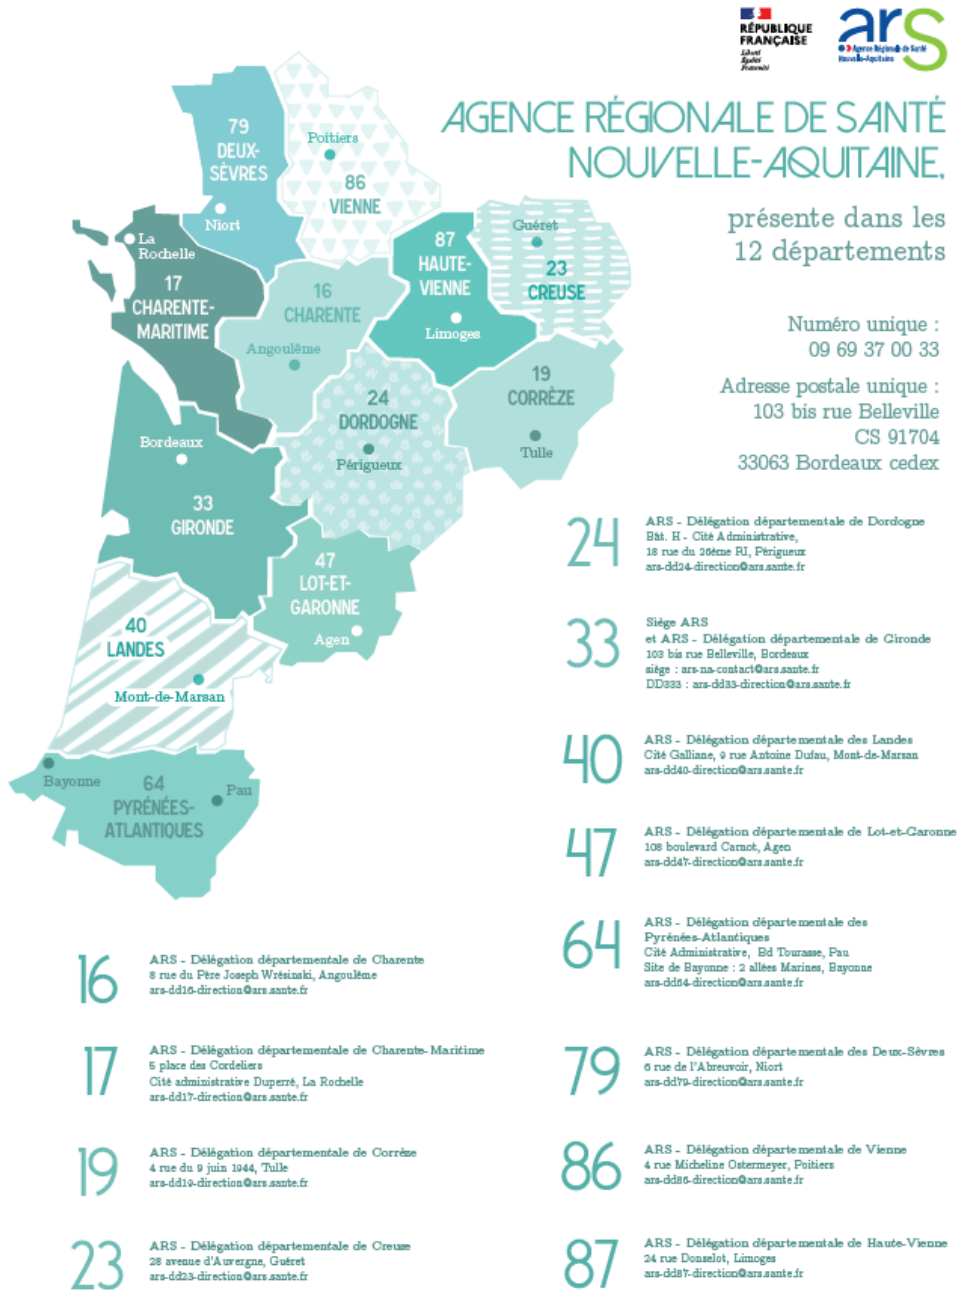 RÉPUBLIQUE
FRANÇAISE
Liberté
Égalité
Fraternité
ars
Agence Régionale de Santé
Nouvelle-Aquitaine
AGENCE RÉGIONALE DE SANTÉ
NOUVELLE-AQUITAINE,
présente dans les
12 départements
Numéro unique :
09 69 37 00 33
Adresse postale unique :
103 bis rue Belleville
CS 91704
33063 Bordeaux cedex
79
DEUX-
SÈVRES
Niort
Poitiers
86
VIENNE
La
Rochelle
17
CHARENTE-
MARITIME
16
CHARENTE
Angoulême
87
HAUTE-
VIENNE
Limoges
Guéret
23
CREUSE
19
CORRÈZE
Tulle
24
DORDOGNE
Périgueux
Bordeaux
33
GIRONDE
47
LOT-ET-
GARONNE
Agen
40
LANDES
Mont-de-Marsan
Bayonne
64
PYRÉNÉES-
ATLANTIQUES
Pau
16
ARS - Délégation départementale de Charente
8 rue du Père Joseph Wrésinski, Angoulême
ars-dd16-direction@ars.sante.fr
17
ARS - Délégation départementale de Charente-Maritime
5 place des Cordeliers
Cité administrative Duperré, La Rochelle
ars-dd17-direction@ars.sante.fr
19
ARS - Délégation départementale de Corrèze
4 rue du 9 juin 1944, Tulle
ars-dd19-direction@ars.sante.fr
23
ARS - Délégation départementale de Creuse
28 avenue d'Auvergne, Guéret
ars-dd23-direction@ars.sante.fr
24
ARS - Délégation départementale de Dordogne
Bât. H - Cité Administrative,
18 rue du 26ème RI, Périgueux
ars-dd24-direction@ars.sante.fr
33
Siège ARS
et ARS - Délégation départementale de Gironde
103 bis rue Belleville, Bordeaux
siège : ars-na-contact@ars.sante.fr
DD333 : ars-dd33-direction@ars.sante.fr
40
ARS - Délégation départementale des Landes
Cité Galliane, 9 rue Antoine Dufau, Mont-de-Marsan
ars-dd40-direction@ars.sante.fr
47
ARS - Délégation départementale de Lot-et-Garonne
108 boulevard Carnot, Agen
ars-dd47-direction@ars.sante.fr
64
ARS - Délégation départementale des
Pyrénées-Atlantiques
Cité Administrative, Bd Tourasse, Pau
Site de Bayonne : 2 allées Marines, Bayonne
ars-dd64-direction@ars.sante.fr
79
ARS - Délégation départementale des Deux-Sèvres
6 rue de l'Abreuvoir, Niort
ars-dd79-direction@ars.sante.fr
86
ARS - Délégation départementale de Vienne
4 rue Micheline Ostermeyer, Poitiers
ars-dd86-direction@ars.sante.fr
87
ARS - Délégation départementale de Haute-Vienne
24 rue Donzelot, Limoges
ars-dd87-direction@ars.sante.fr